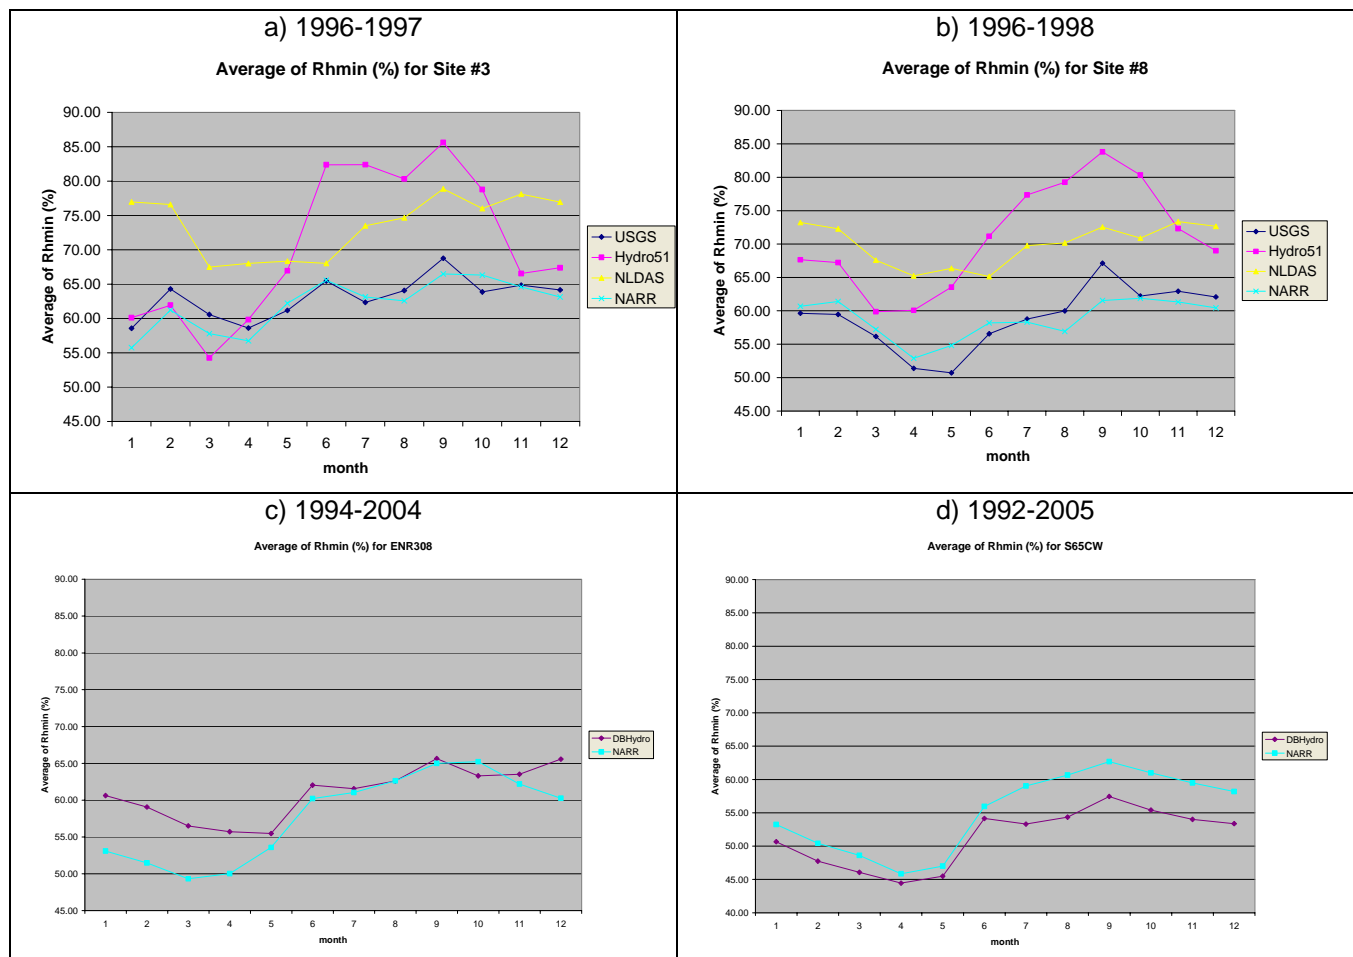 a) 1996-1997
Average of Rhmin (%) for Site #3
90.00
85.00
80.00
75.00
70.00
65.00
60.00
55.00
50.00
45.00
Average of Rhmin (%)
1 2 3 4 5 6 7 8 9 10 11 12
month
USGS
Hydro51
NLDAS
NARR
b) 1996-1998
Average of Rhmin (%) for Site #8
90.00
85.00
80.00
75.00
70.00
65.00
60.00
55.00
50.00
45.00
Average of Rhmin (%)
1 2 3 4 5 6 7 8 9 10 11 12
month
USGS
Hydro51
NLDAS
NARR
c) 1994-2004
Average of Rhmin (%) for ENR308
90.00
85.00
80.00
75.00
70.00
65.00
60.00
55.00
50.00
45.00
Average of Rhmin (%)
1 2 3 4 5 6 7 8 9 10 11 12
month
DBHydro
NARR
d) 1992-2005
Average of Rhmin (%) for S65CW
90.00
85.00
80.00
75.00
70.00
65.00
60.00
55.00
50.00
45.00
40.00
Average of Rhmin (%)
1 2 3 4 5 6 7 8 9 10 11 12
month
DBHydro
NARR